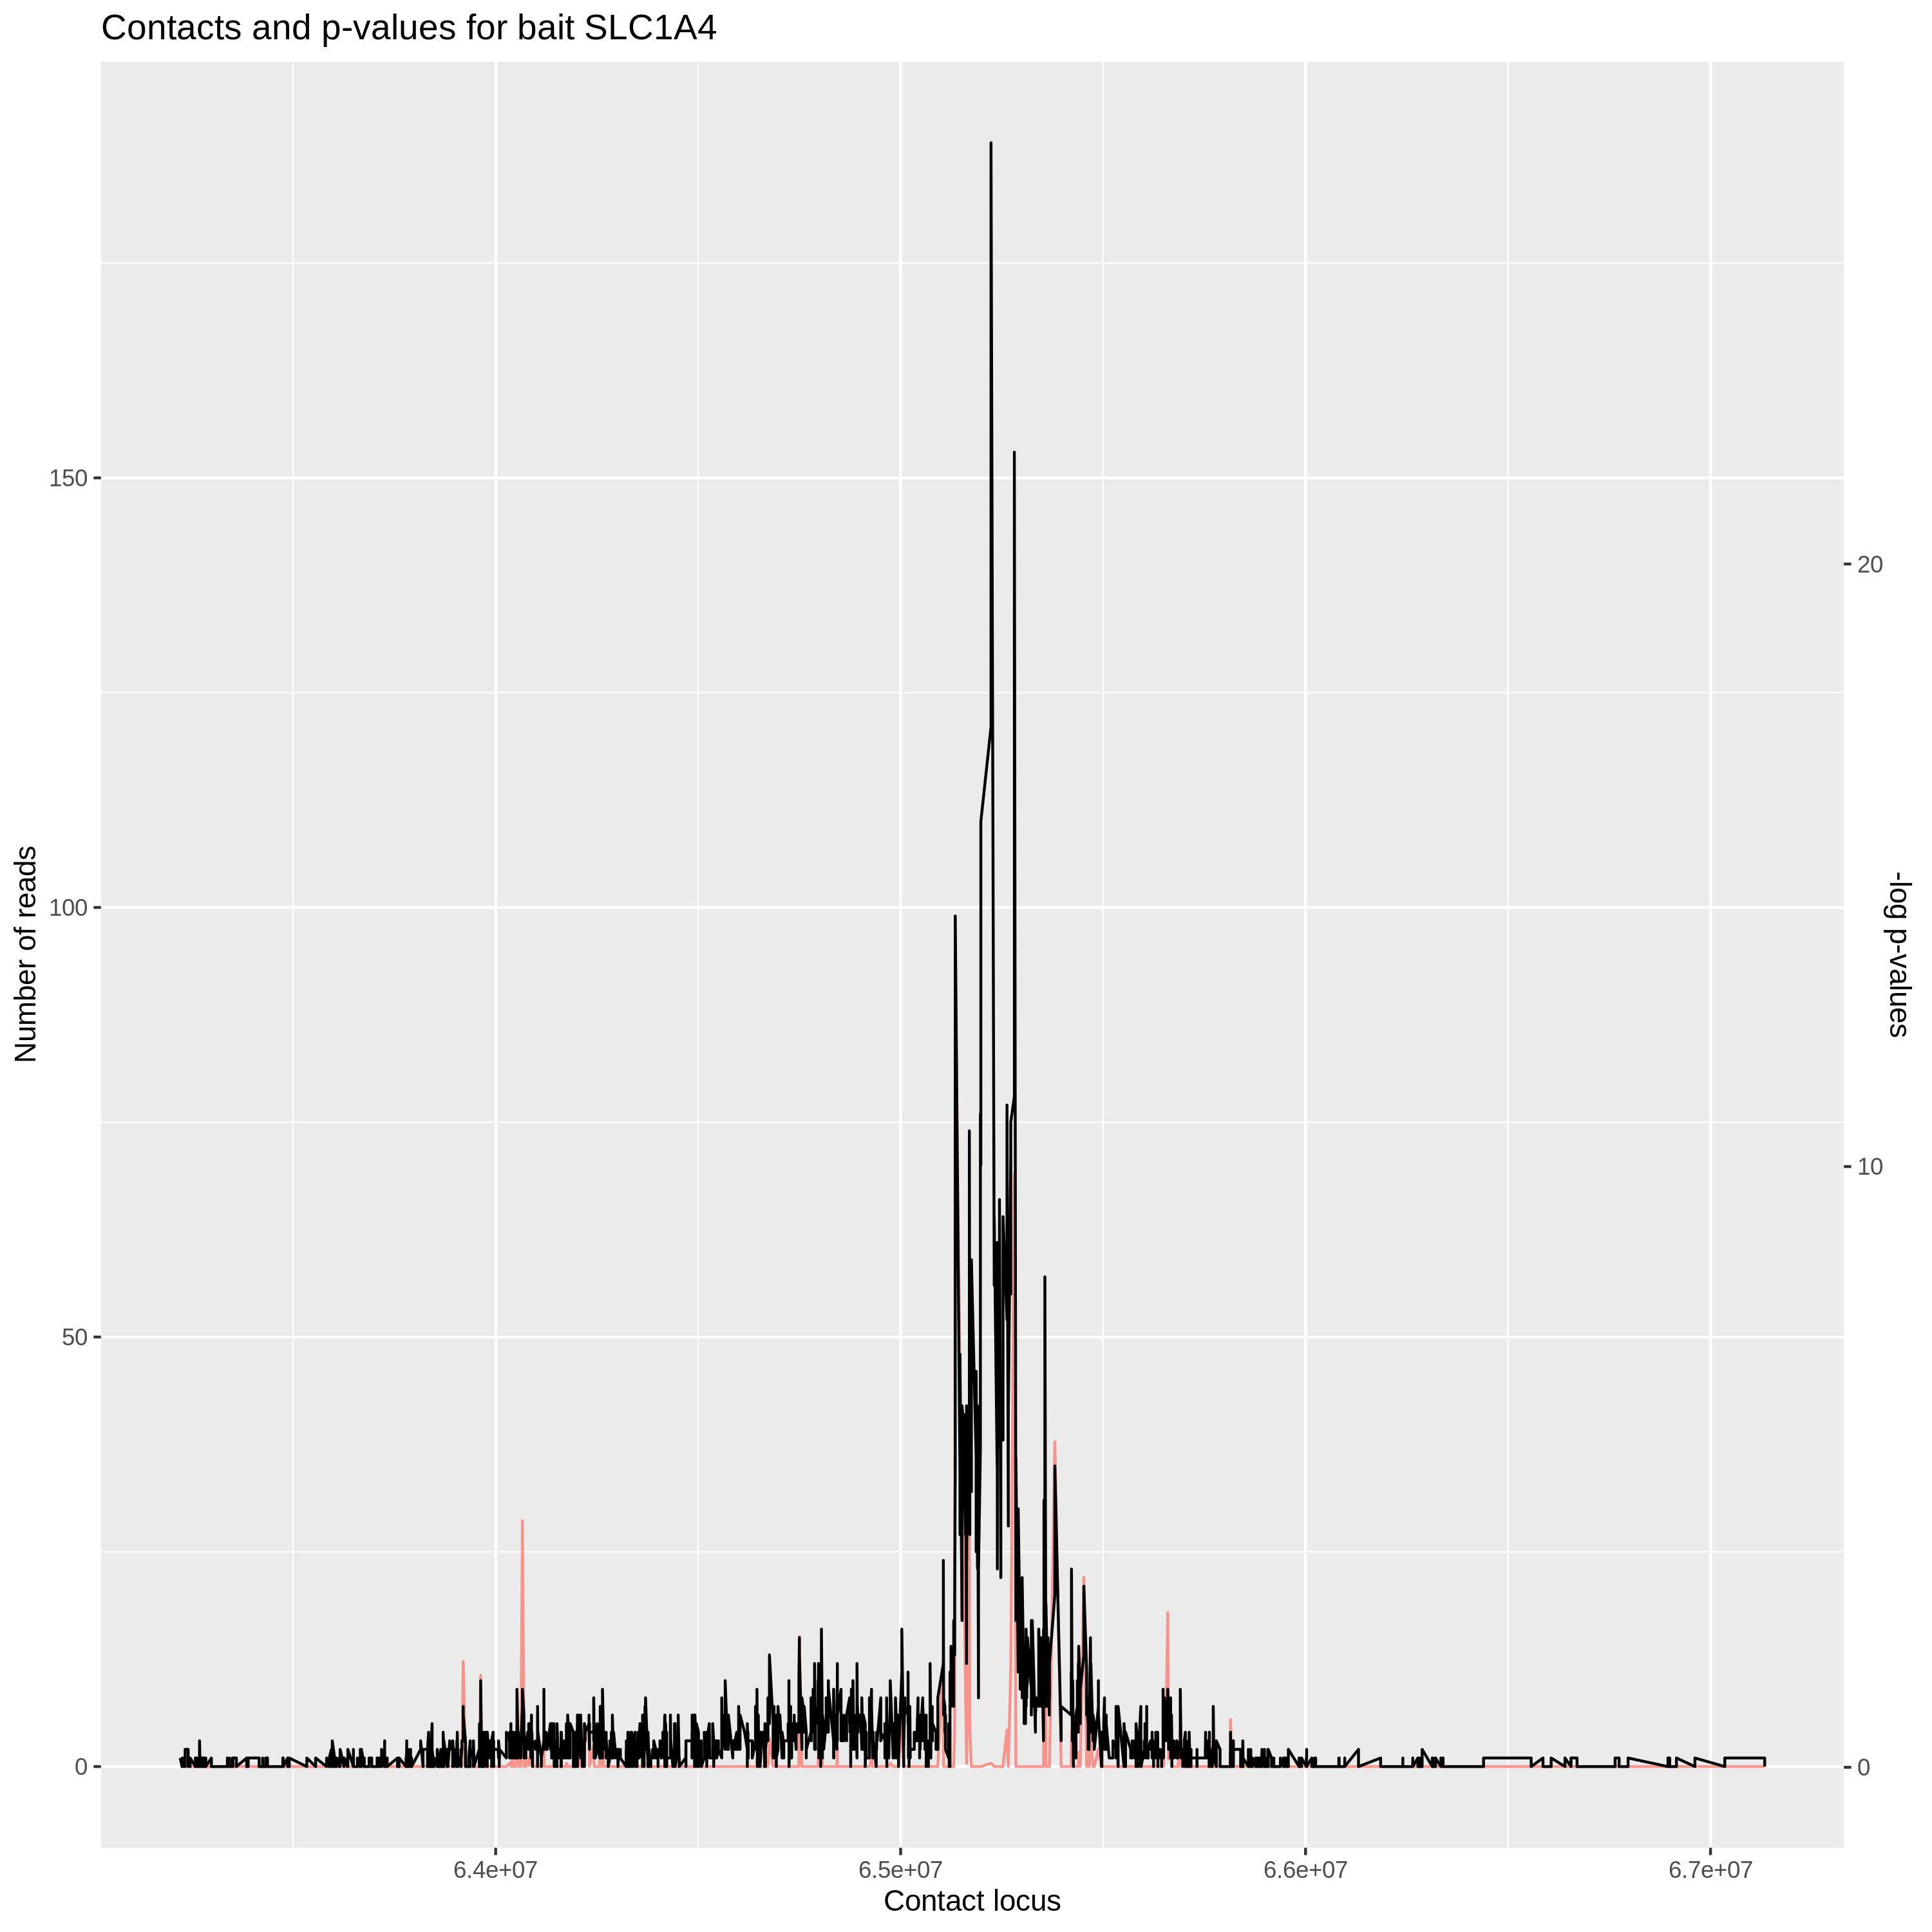 Contacts and p-values for bait SLC1A4
150
100
50
0
Number of reads
20
10
0
-log p-values
6.4e+07
6.5e+07
6.6e+07
6.7e+07
Contact locus